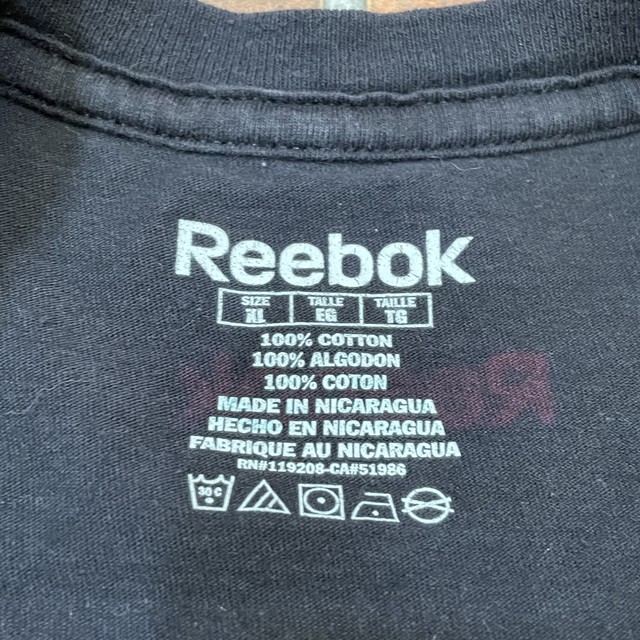 Reebok
SIZE TALLE TAILLE
XL EG TG
100% COTTON
100% ALGODON
100% COTON
MADE IN NICARAGUA
HECHO EN NICARAGUA
FABRIQUE AU NICARAGUA
RN#119208-CA#51986
30 C